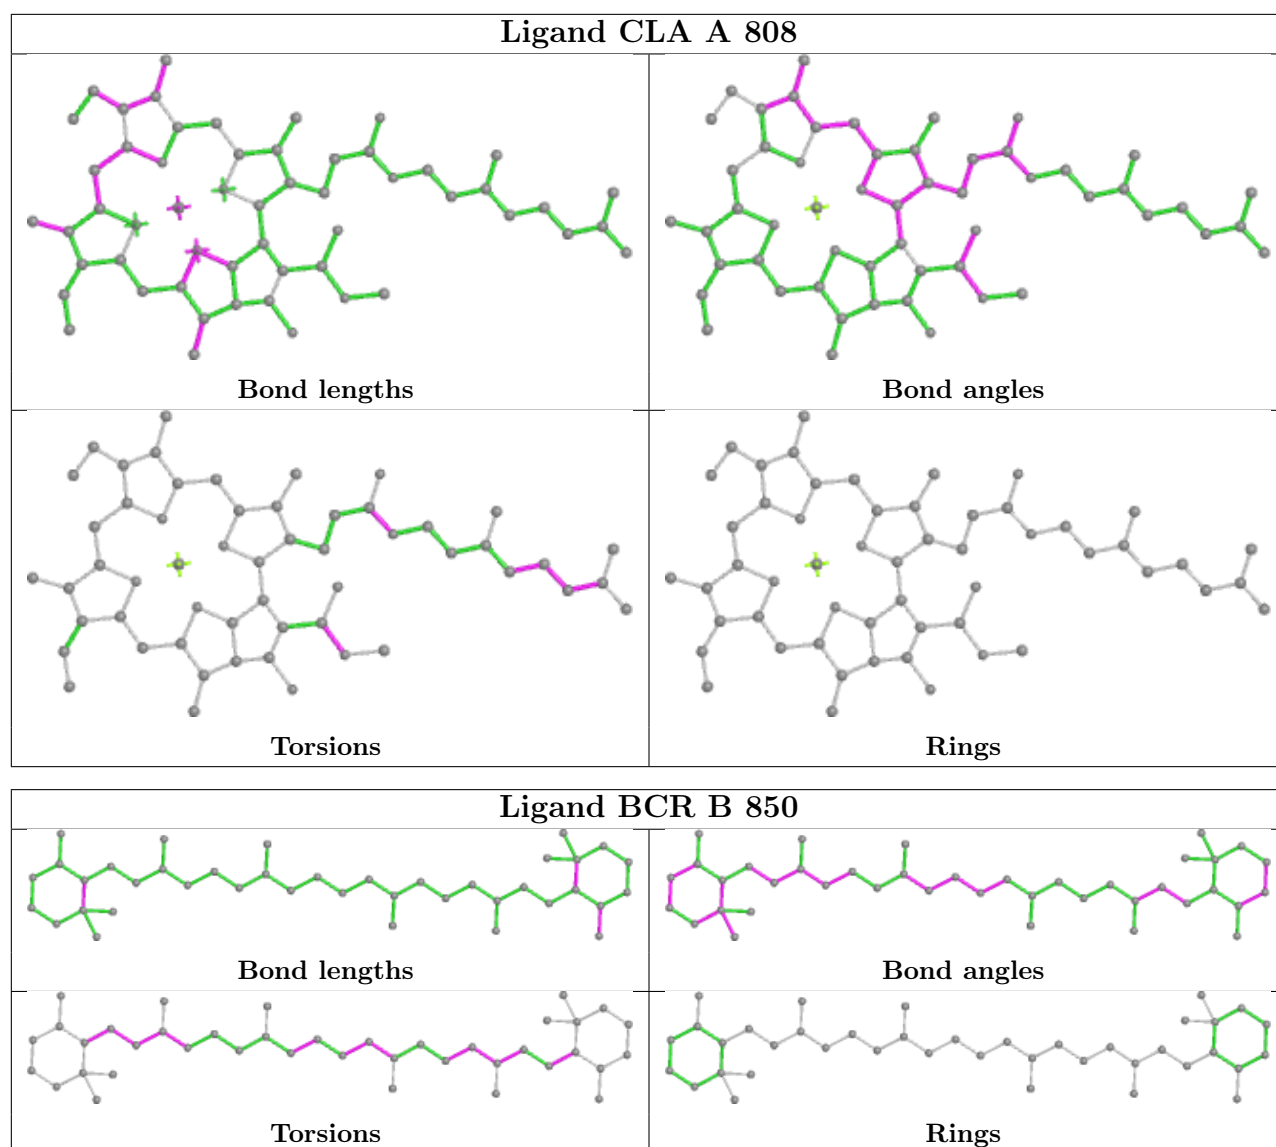 Ligand CLA A 808
Bond lengths
Bond angles
Torsions
Rings
Ligand BCR B 850
Bond lengths
Bond angles
Torsions
Rings